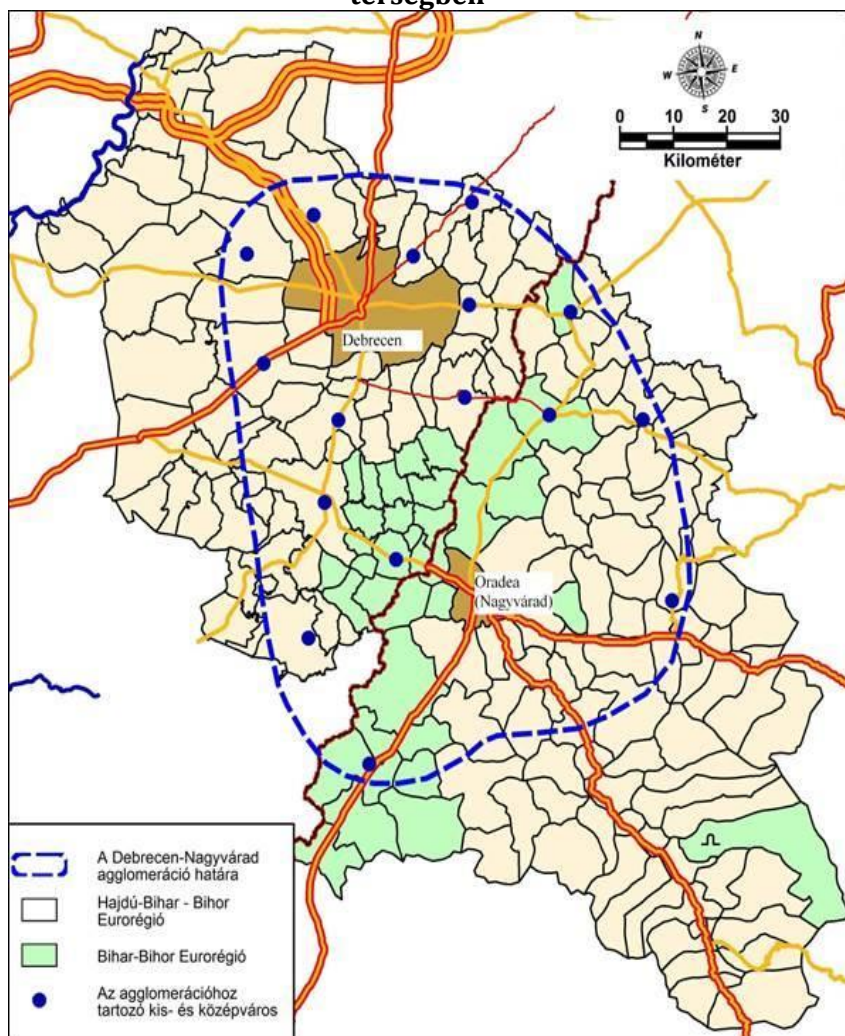 térségben
N
W
E
S
0 10 20 30
Kilométer
Debrecen
Oradea
(Nagyvárad)
A Debrecen-Nagyvárad
agglomeráció határa
Hajdú-Bihar - Bihor
Eurorégió
Bihar-Bihor Eurorégió
Az agglomerációhoz
tartozó kis- és középváros